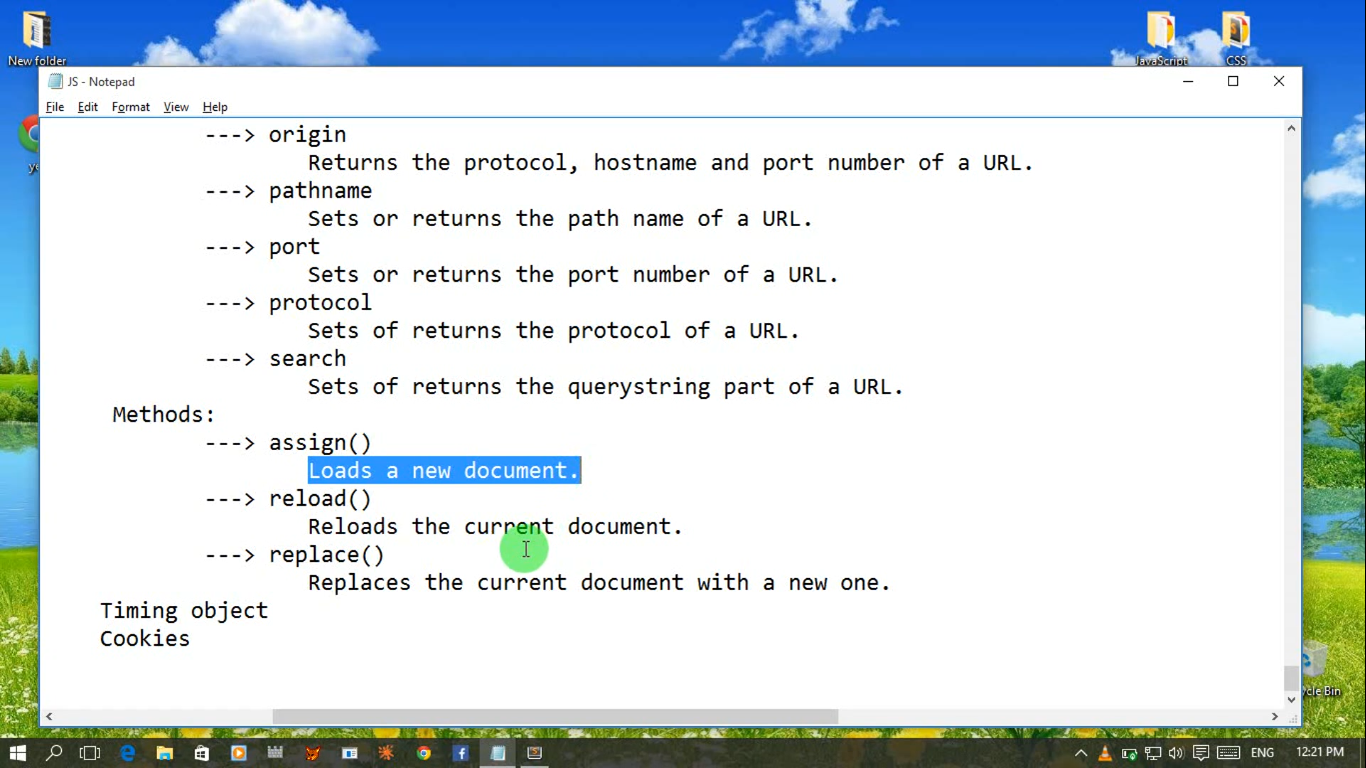 New folder
JavaScript
CSS
JS - Notepad
File Edit Format View Help
---> origin
Returns the protocol, hostname and port number of a URL.
---> pathname
Sets or returns the path name of a URL.
---> port
Sets or returns the port number of a URL.
---> protocol
Sets of returns the protocol of a URL.
---> search
Sets of returns the querystring part of a URL.
Methods:
---> assign()
Loads a new document.
---> reload()
Reloads the current document.
---> replace()
Replaces the current document with a new one.
Timing object
Cookies
cle Bin
ENG 12:21 PM